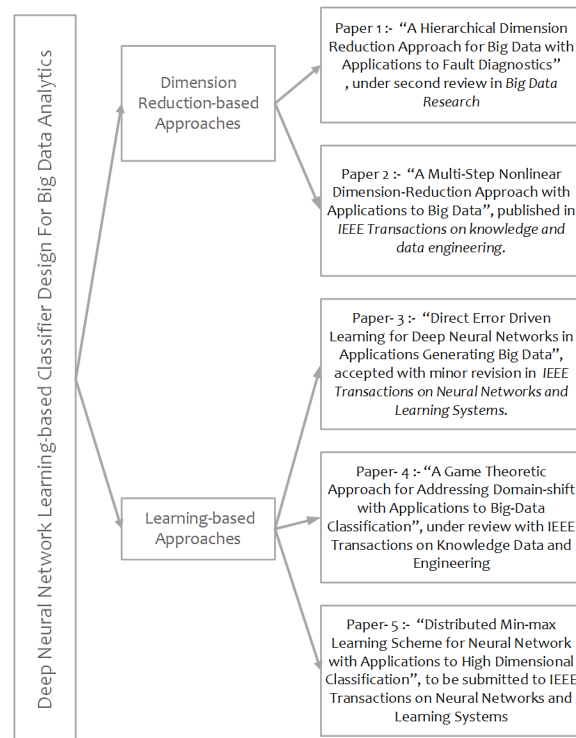 Deep Neural Network Learning-based Classifier Design For Big Data Analytics
Dimension
Reduction-based
Approaches
Paper 1 :- “A Hierarchical Dimension
Reduction Approach for Big Data with
Applications to Fault Diagnostics”
, under second review in Big Data
Research
Paper 2 :- “A Multi-Step Nonlinear
Dimension-Reduction Approach with
Applications to Big Data”, published in
IEEE Transactions on knowledge and
data engineering.
Learning-based
Approaches
Paper- 3 :- “Direct Error Driven
Learning for Deep Neural Networks in
Applications Generating Big Data”,
accepted with minor revision in IEEE
Transactions on Neural Networks and
Learning Systems.
Paper- 4 :- “A Game Theoretic
Approach for Addressing Domain-shift
with Applications to Big-Data
Classification”, under review with IEEE
Transactions on Knowledge Data and
Engineering
Paper- 5 :- “Distributed Min-max
Learning Scheme for Neural Network
with Applications to High Dimensional
Classification”, to be submitted to IEEE
Transactions on Neural Networks and
Learning Systems